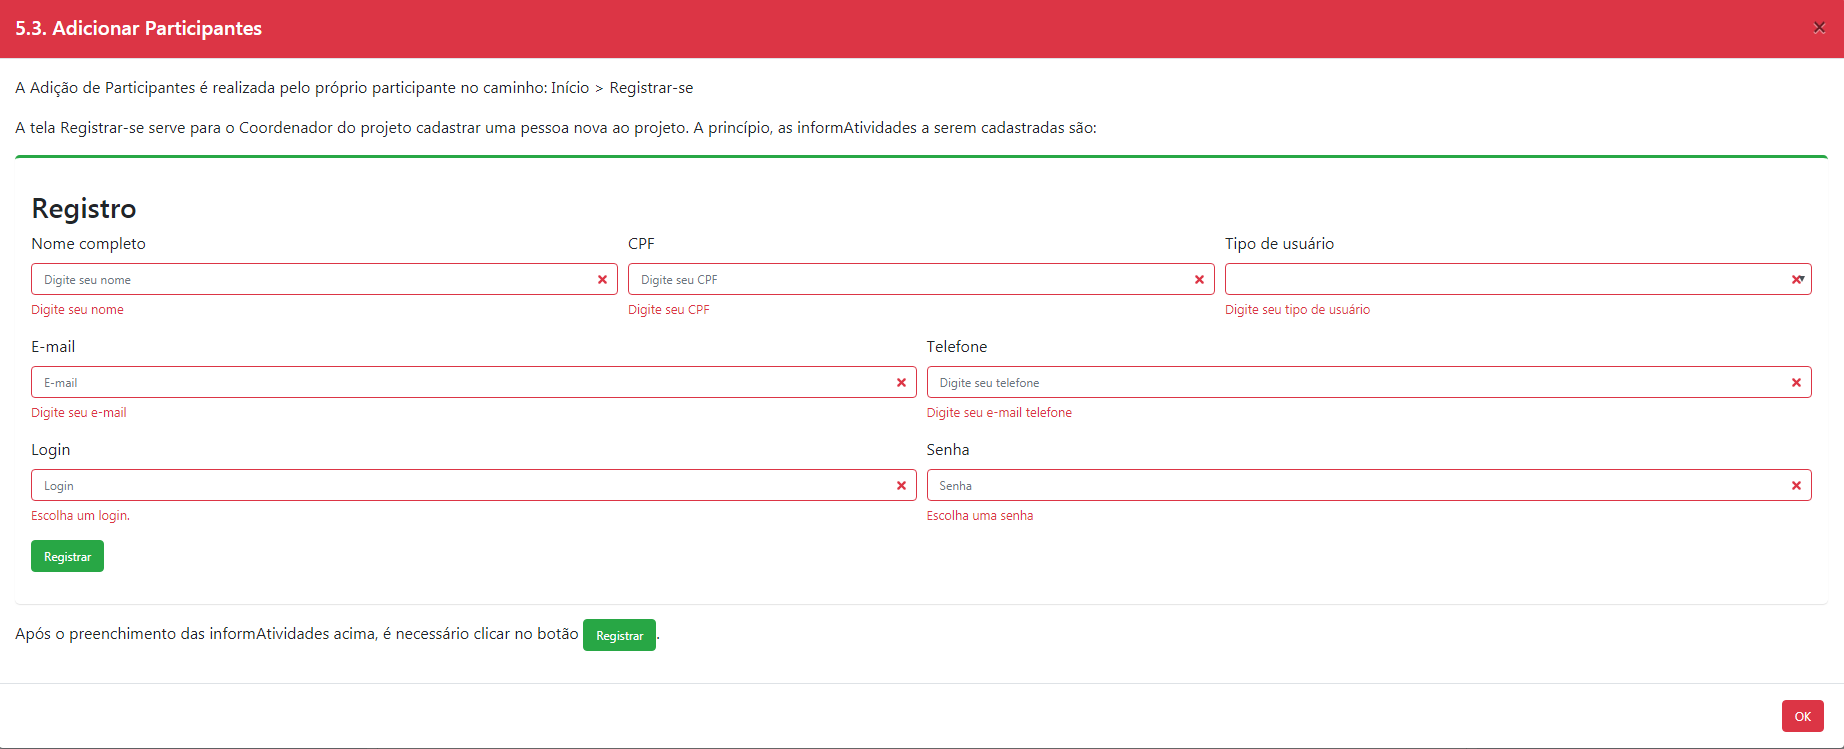 5.3. Adicionar Participantes
×
A Adição de Participantes é realizada pelo próprio participante no caminho: Início > Registrar-se
A tela Registrar-se serve para o Coordenador do projeto cadastrar uma pessoa nova ao projeto. A princípio, as informAtividades a serem cadastradas são:
Registro
Nome completo CPF Tipo de usuário
Digite seu nome Digite seu CPF
Digite seu nome Digite seu CPF Digite seu tipo de usuário
E-mail Telefone
E-mail Digite seu telefone
Digite seu e-mail Digite seu e-mail telefone
Login Senha
Login Senha
Escolha um login. Escolha uma senha
Registrar
Após o preenchimento das informAtividades acima, é necessário clicar no botão Registrar.
OK